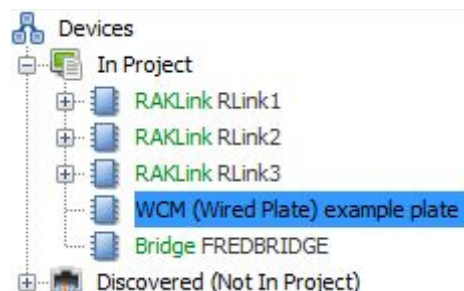 Devices
In Project
RAKLink RLink1
RAKLink RLink2
RAKLink RLink3
WCM (Wired Plate) example plate
Bridge FREDBRIDGE
Discovered (Not In Project)